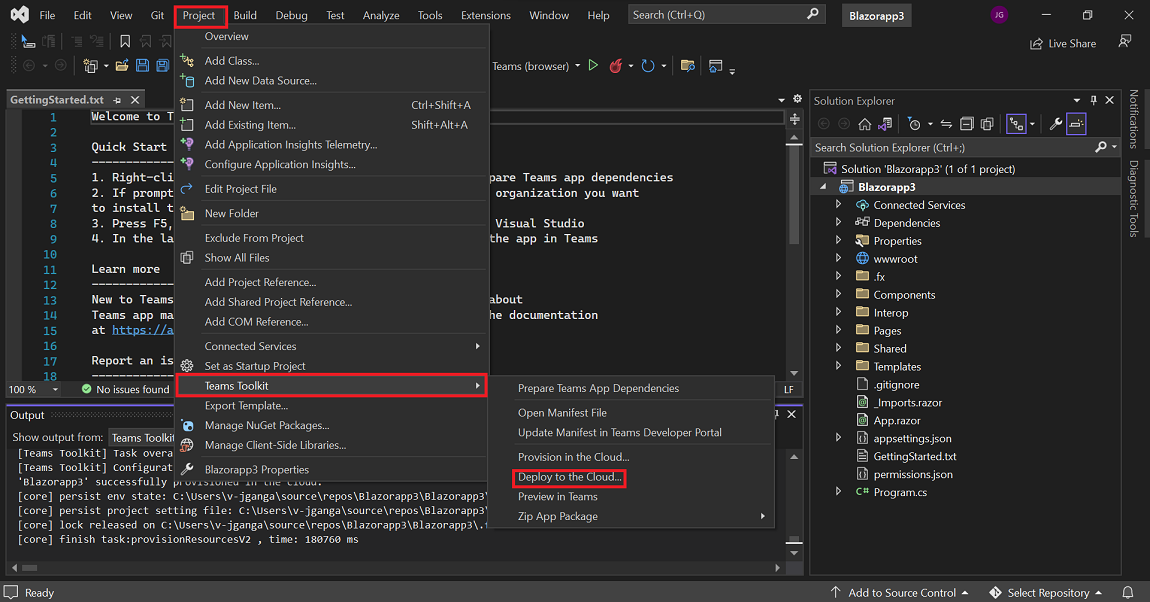 File Edit View Git Project Build Debug Test Analyze Tools Extensions Window Help Search (Ctrl+Q) Blazorapp3 JG
Live Share
Teams (browser)
Overview
Add Class...
Add New Data Source...
Add New Item... Ctrl+Shift+A
Add Existing Item... Shift+Alt+A
Add Application Insights Telemetry...
Configure Application Insights...
Edit Project File
New Folder
Exclude From Project
Show All Files
Add Project Reference...
Add Shared Project Reference...
Add COM Reference...
Connected Services
Set as Startup Project
Teams Toolkit
Export Template...
Manage NuGet Packages...
Manage Client-Side Libraries...
Blazorapp3 Properties
Prepare Teams App Dependencies
Open Manifest File
Update Manifest in Teams Developer Portal
Provision in the Cloud...
Deploy to the Cloud...
Preview in Teams
Zip App Package
GettingStarted.txt
1 Welcome to T
2
3 Quick Start
4 -----------
5 1. Right-cli pare Teams app dependencies
6 2. If prompt organization you want
7 to install t
8 3. Press F5, Visual Studio
9 4. In the la the app in Teams
10
11 Learn more
12 -----------
13 New to Teams about
14 Teams app ma he documentation
15 at https://a
16
17 Report an is
18 -----------
100 % No issues found LF
Output
Show output from: Teams Toolkit
[Teams Toolkit] Task overa
[Teams Toolkit] Configurat
'Blazorapp3' successfully provisioned in the cloud.
[core] persist env state: C:\Users\v-jganga\source\repos\Blazorapp3\Blazorapp3\
[core] persist project setting file: C:\Users\v-jganga\source\repos\Blazorapp3\
[core] lock released on C:\Users\v-jganga\source\repos\Blazorapp3\Blazorapp3\.f
[core] finish task:provisionResourcesV2 , time: 180760 ms
Solution Explorer
Search Solution Explorer (Ctrl+;)
Solution 'Blazorapp3' (1 of 1 project)
Blazorapp3
Connected Services
Dependencies
Properties
wwwroot
.fx
Components
Interop
Pages
Shared
Templates
.gitignore
_Imports.razor
App.razor
appsettings.json
GettingStarted.txt
permissions.json
C# Program.cs
Notifications
Diagnostic Tools
Ready Add to Source Control Select Repository